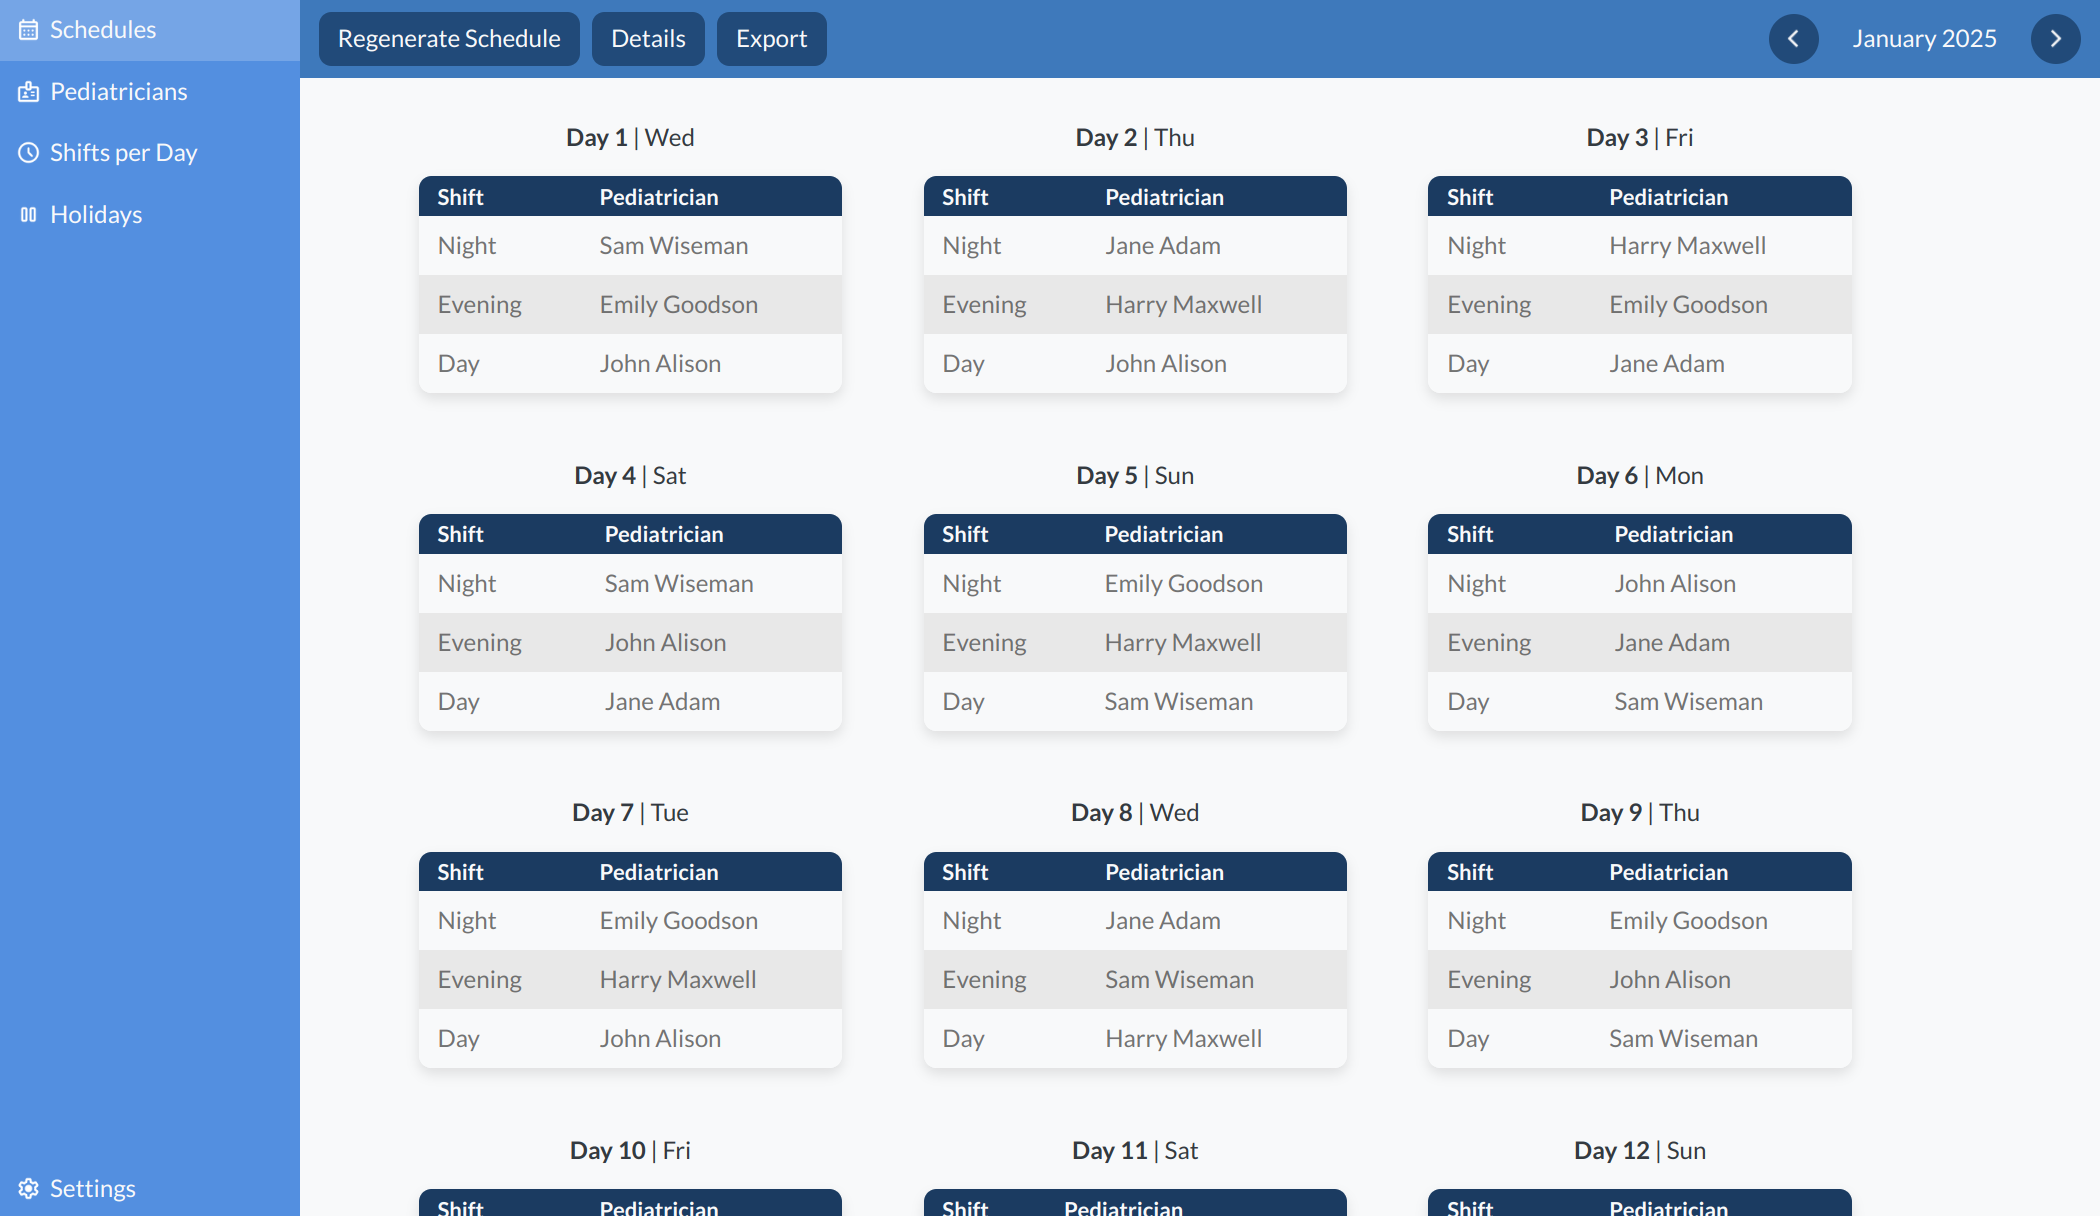 Schedules
Pediatricians
Shifts per Day
Holidays
Settings
Regenerate Schedule Details Export January 2025
Day 1 | Wed
Shift Pediatrician
Night Sam Wiseman
Evening Emily Goodson
Day John Alison
Day 2 | Thu
Shift Pediatrician
Night Jane Adam
Evening Harry Maxwell
Day John Alison
Day 3 | Fri
Shift Pediatrician
Night Harry Maxwell
Evening Emily Goodson
Day Jane Adam
Day 4 | Sat
Shift Pediatrician
Night Sam Wiseman
Evening John Alison
Day Jane Adam
Day 5 | Sun
Shift Pediatrician
Night Emily Goodson
Evening Harry Maxwell
Day Sam Wiseman
Day 6 | Mon
Shift Pediatrician
Night John Alison
Evening Jane Adam
Day Sam Wiseman
Day 7 | Tue
Shift Pediatrician
Night Emily Goodson
Evening Harry Maxwell
Day John Alison
Day 8 | Wed
Shift Pediatrician
Night Jane Adam
Evening Sam Wiseman
Day Harry Maxwell
Day 9 | Thu
Shift Pediatrician
Night Emily Goodson
Evening John Alison
Day Sam Wiseman
Day 10 | Fri
Shift Pediatrician
Day 11 | Sat
Shift Pediatrician
Day 12 | Sun
Shift Pediatrician